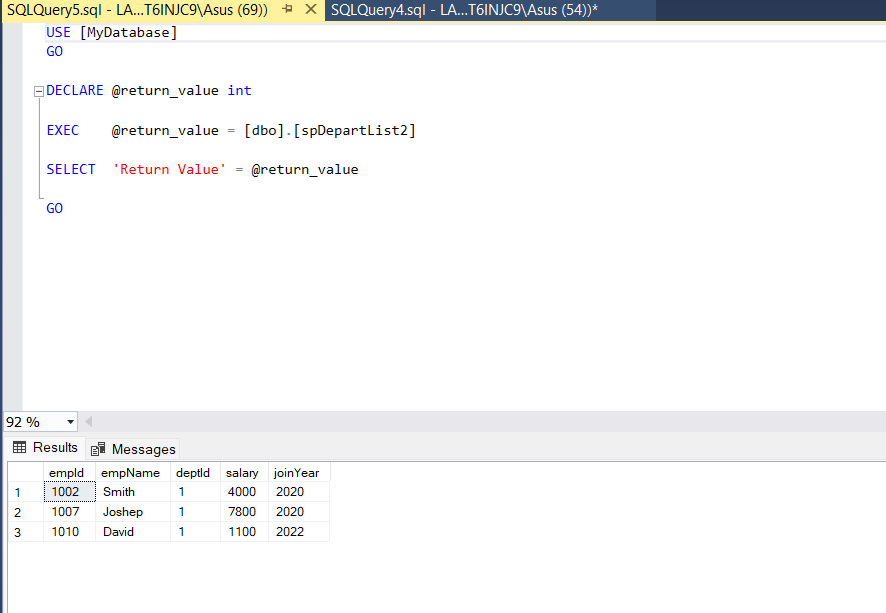 SQLQuery5.sql - LA...T6INJC9\Asus (69)) SQLQuery4.sql - LA...T6INJC9\Asus (54))*
USE [MyDatabase]
GO
DECLARE @return_value int
EXEC @return_value = [dbo].[spDepartList2]
SELECT 'Return Value' = @return_value
GO
92 %
Results Messages
empId empName deptId salary joinYear
1 1002 Smith 1 4000 2020
2 1007 Joshep 1 7800 2020
3 1010 David 1 1100 2022